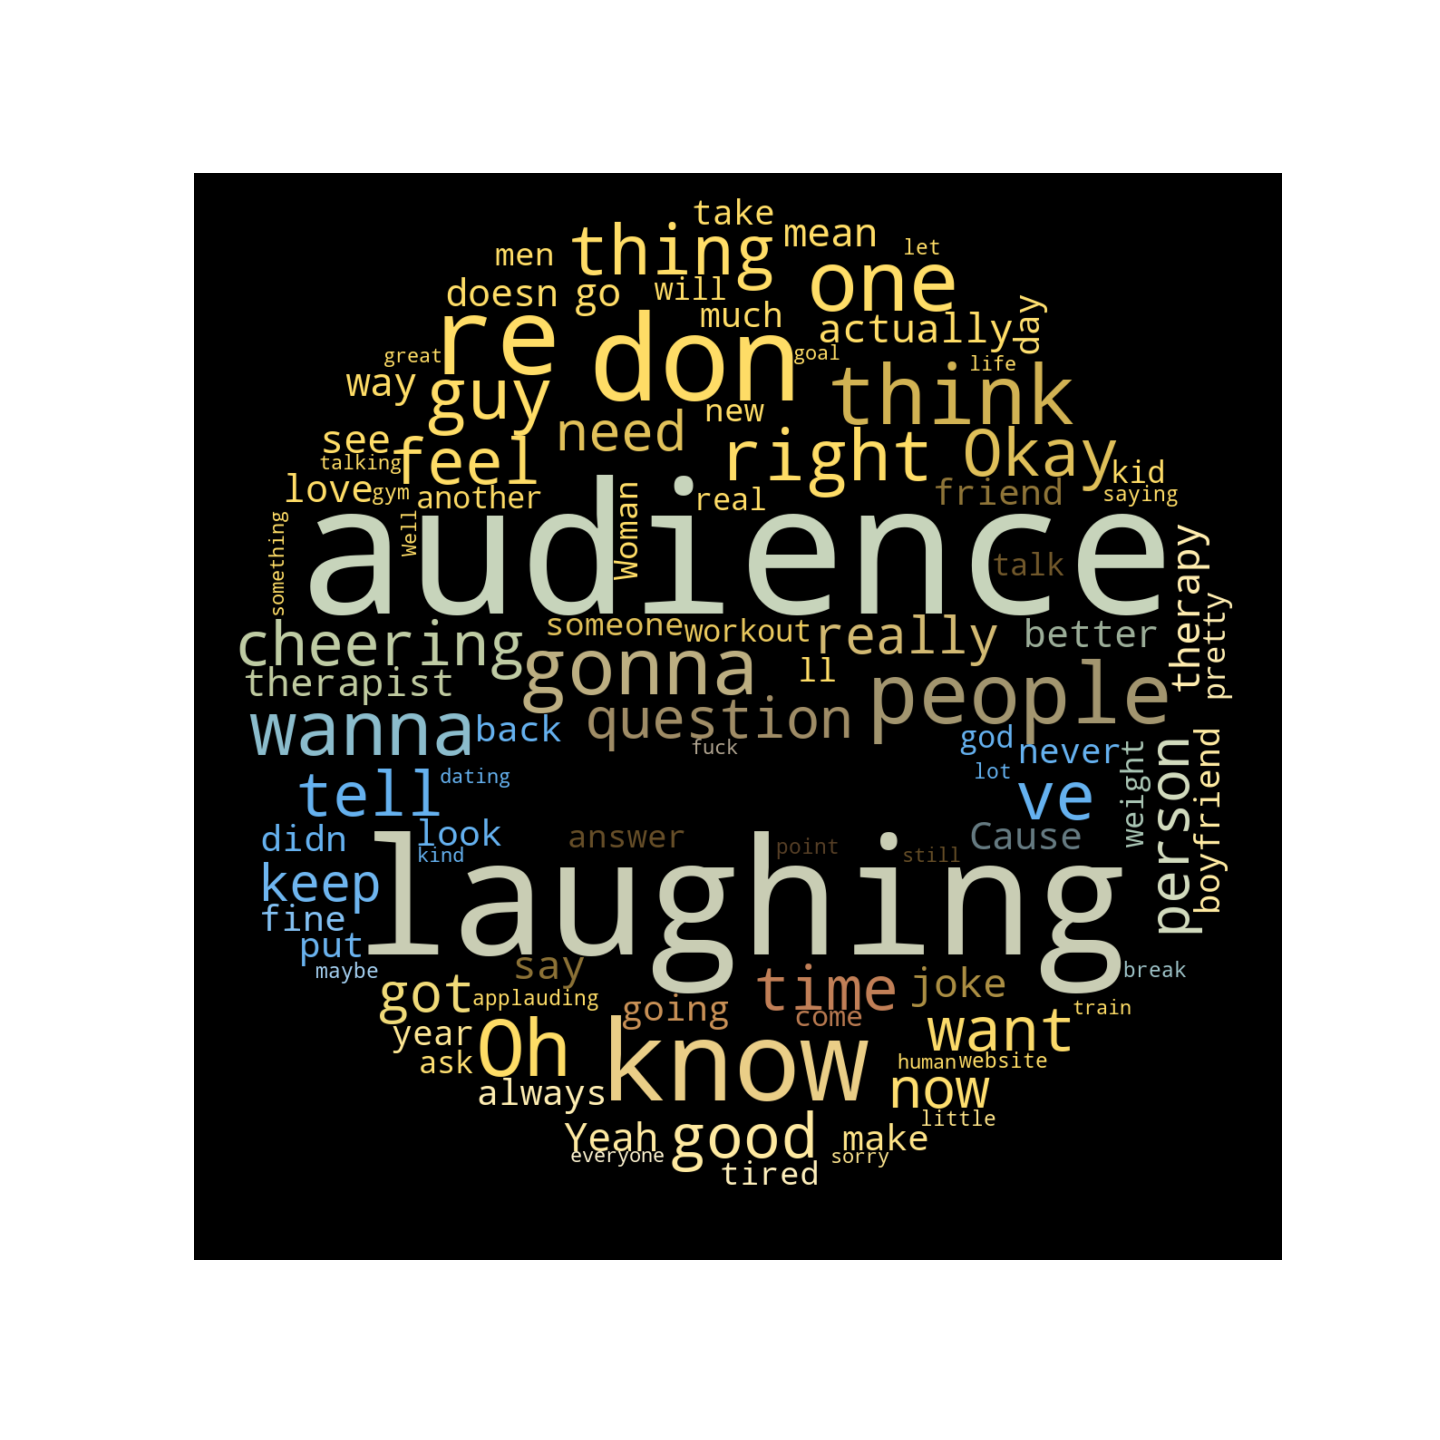 take
men thing mean let
doesn go will one
re don much actually day
great goal life
way guy new think
see feel need right Okay kid
talking
love gym another real friend saying
something Well audience Woman talk therapy
cheering someone workout really better pretty
therapist gonna ll people
wanna back question god never
fuck
tell dating lot ve weight person boyfriend
didn look answer point still Cause
kind
keep laughing
fine
put say time joke break
maybe
got applauding going come want train
year Oh know human website
ask now
always little
Yeah good make
everyone sorry
tired